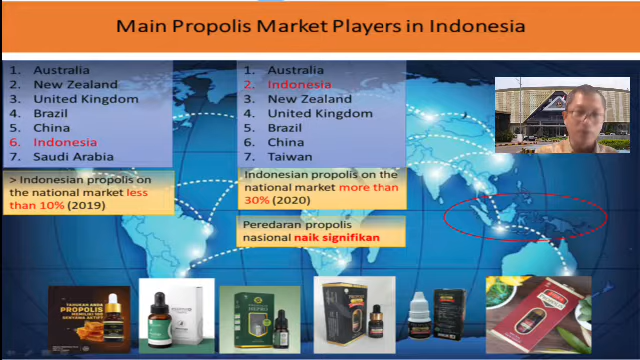 Main Propolis Market Players in Indonesia
1. Australia
2. New Zealand
3. United Kingdom
4. Brazil
5. China
6. Indonesia
7. Saudi Arabia
> Indonesian propolis on
the national market less
than 10% (2019)
1. Australia
2. Indonesia
3. New Zealand
4. United Kingdom
5. Brazil
6. China
7. Taiwan
Indonesian propolis on the
national market more than
30% (2020)
Peredaran propolis
nasional naik signifikan
TAHUKAH ANDA
PROPOLIS